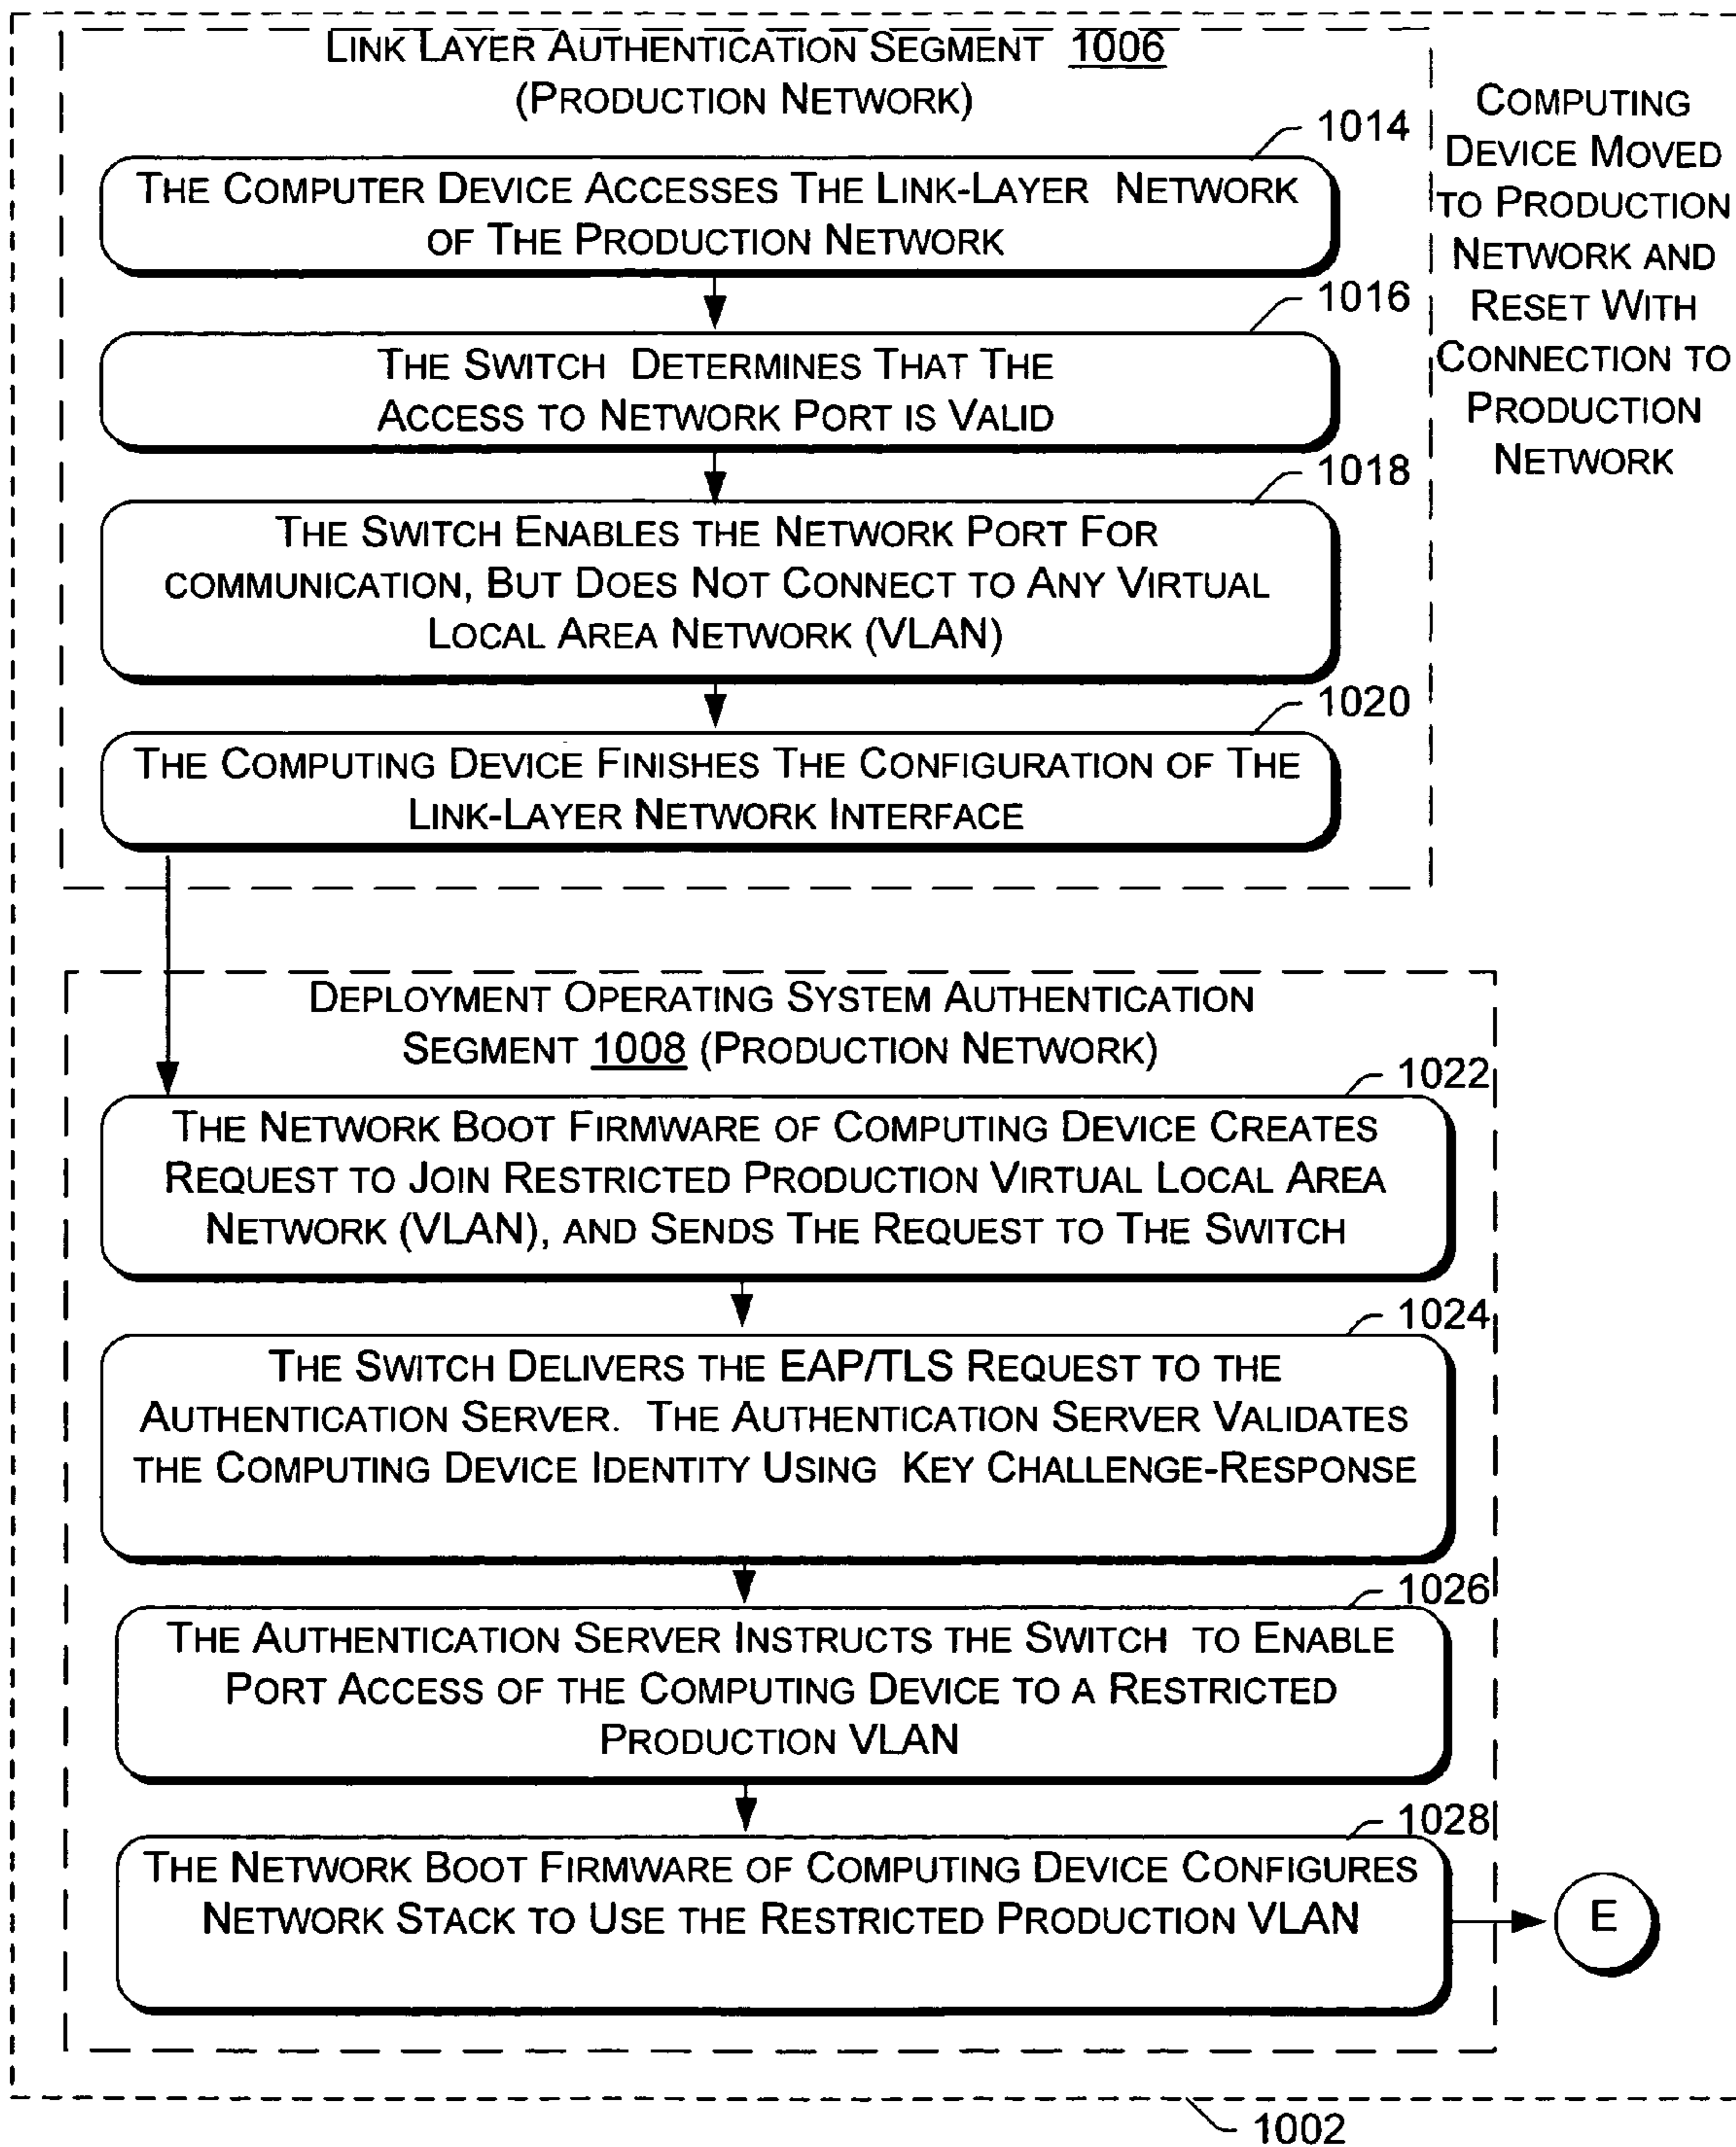 LINK LAYER AUTHENTICATION SEGMENT 1006
(PRODUCTION NETWORK)
COMPUTING
DEVICE MOVED
TO PRODUCTION
NETWORK AND
RESET WITH
CONNECTION TO
PRODUCTION
NETWORK
1014
THE COMPUTER DEVICE ACCESSES THE LINK-LAYER NETWORK
OF THE PRODUCTION NETWORK
1016
THE SWITCH DETERMINES THAT THE
ACCESS TO NETWORK PORT IS VALID
1018
THE SWITCH ENABLES THE NETWORK PORT FOR
COMMUNICATION, BUT DOES NOT CONNECT TO ANY VIRTUAL
LOCAL AREA NETWORK (VLAN)
1020
THE COMPUTING DEVICE FINISHES THE CONFIGURATION OF THE
LINK-LAYER NETWORK INTERFACE
DEPLOYMENT OPERATING SYSTEM AUTHENTICATION
SEGMENT 1008 (PRODUCTION NETWORK)
1022
THE NETWORK BOOT FIRMWARE OF COMPUTING DEVICE CREATES
REQUEST TO JOIN RESTRICTED PRODUCTION VIRTUAL LOCAL AREA
NETWORK (VLAN), AND SENDS THE REQUEST TO THE SWITCH
1024
THE SWITCH DELIVERS THE EAP/TLS REQUEST TO THE
AUTHENTICATION SERVER. THE AUTHENTICATION SERVER VALIDATES
THE COMPUTING DEVICE IDENTITY USING KEY CHALLENGE-RESPONSE
1026
THE AUTHENTICATION SERVER INSTRUCTS THE SWITCH TO ENABLE
PORT ACCESS OF THE COMPUTING DEVICE TO A RESTRICTED
PRODUCTION VLAN
1028
THE NETWORK BOOT FIRMWARE OF COMPUTING DEVICE CONFIGURES
NETWORK STACK TO USE THE RESTRICTED PRODUCTION VLAN
E
1002